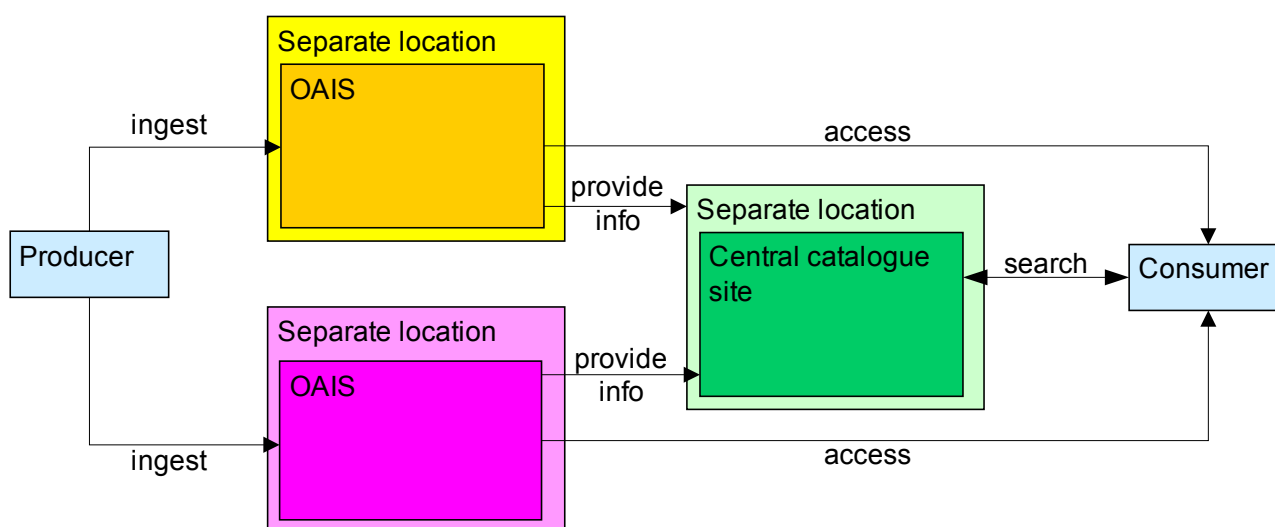 Separate location
OAIS
ingest
access
provide
info
Separate location
Producer
Central catalogue
site
search
Consumer
Separate location
OAIS
provide
info
ingest
access